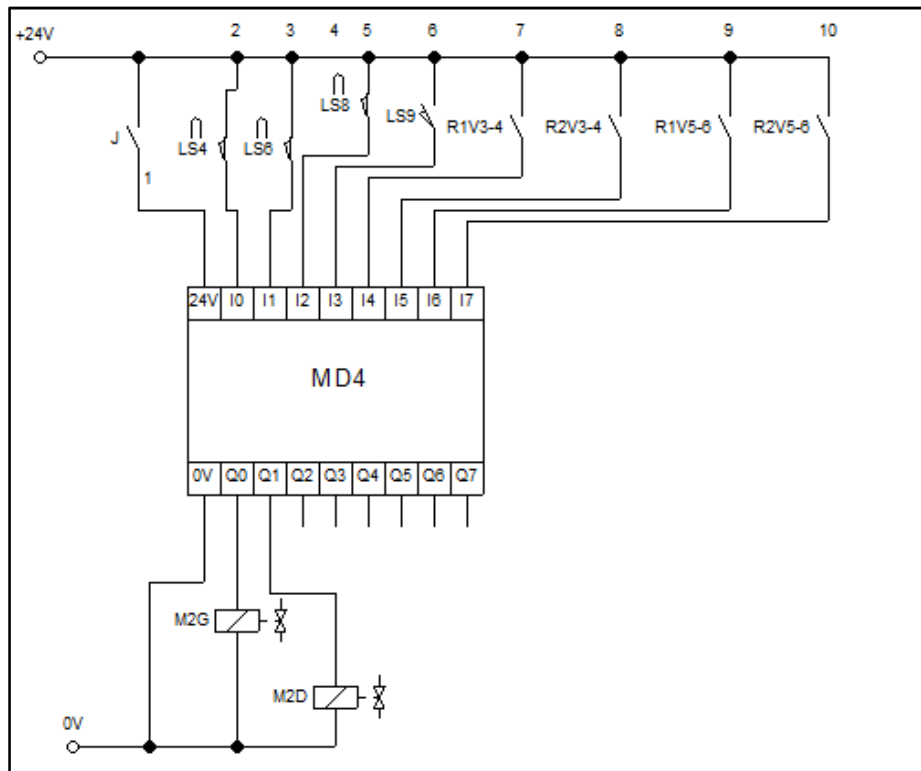 +24V 2 3 4 5 6 7 8 9 10
LS8
LS9 R1V3-4 R2V3-4 R1V5-6 R2V5-6
J LS4 LS6
1
24V I0 I1 I2 I3 I4 I5 I6 I7
MD4
0V Q0 Q1 Q2 Q3 Q4 Q5 Q6 Q7
M2G
M2D
0V